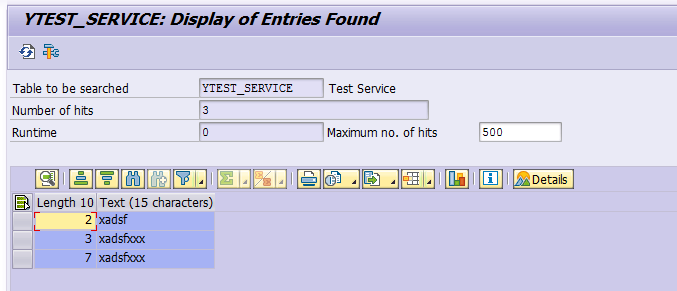 YTEST_SERVICE: Display of Entries Found
Table to be searched YTEST_SERVICE Test Service
Number of hits 3
Runtime 0 Maximum no. of hits 500
Details
Length 10 Text (15 characters)
2 xadsf
3 xadsfxxx
7 xadsfxxx